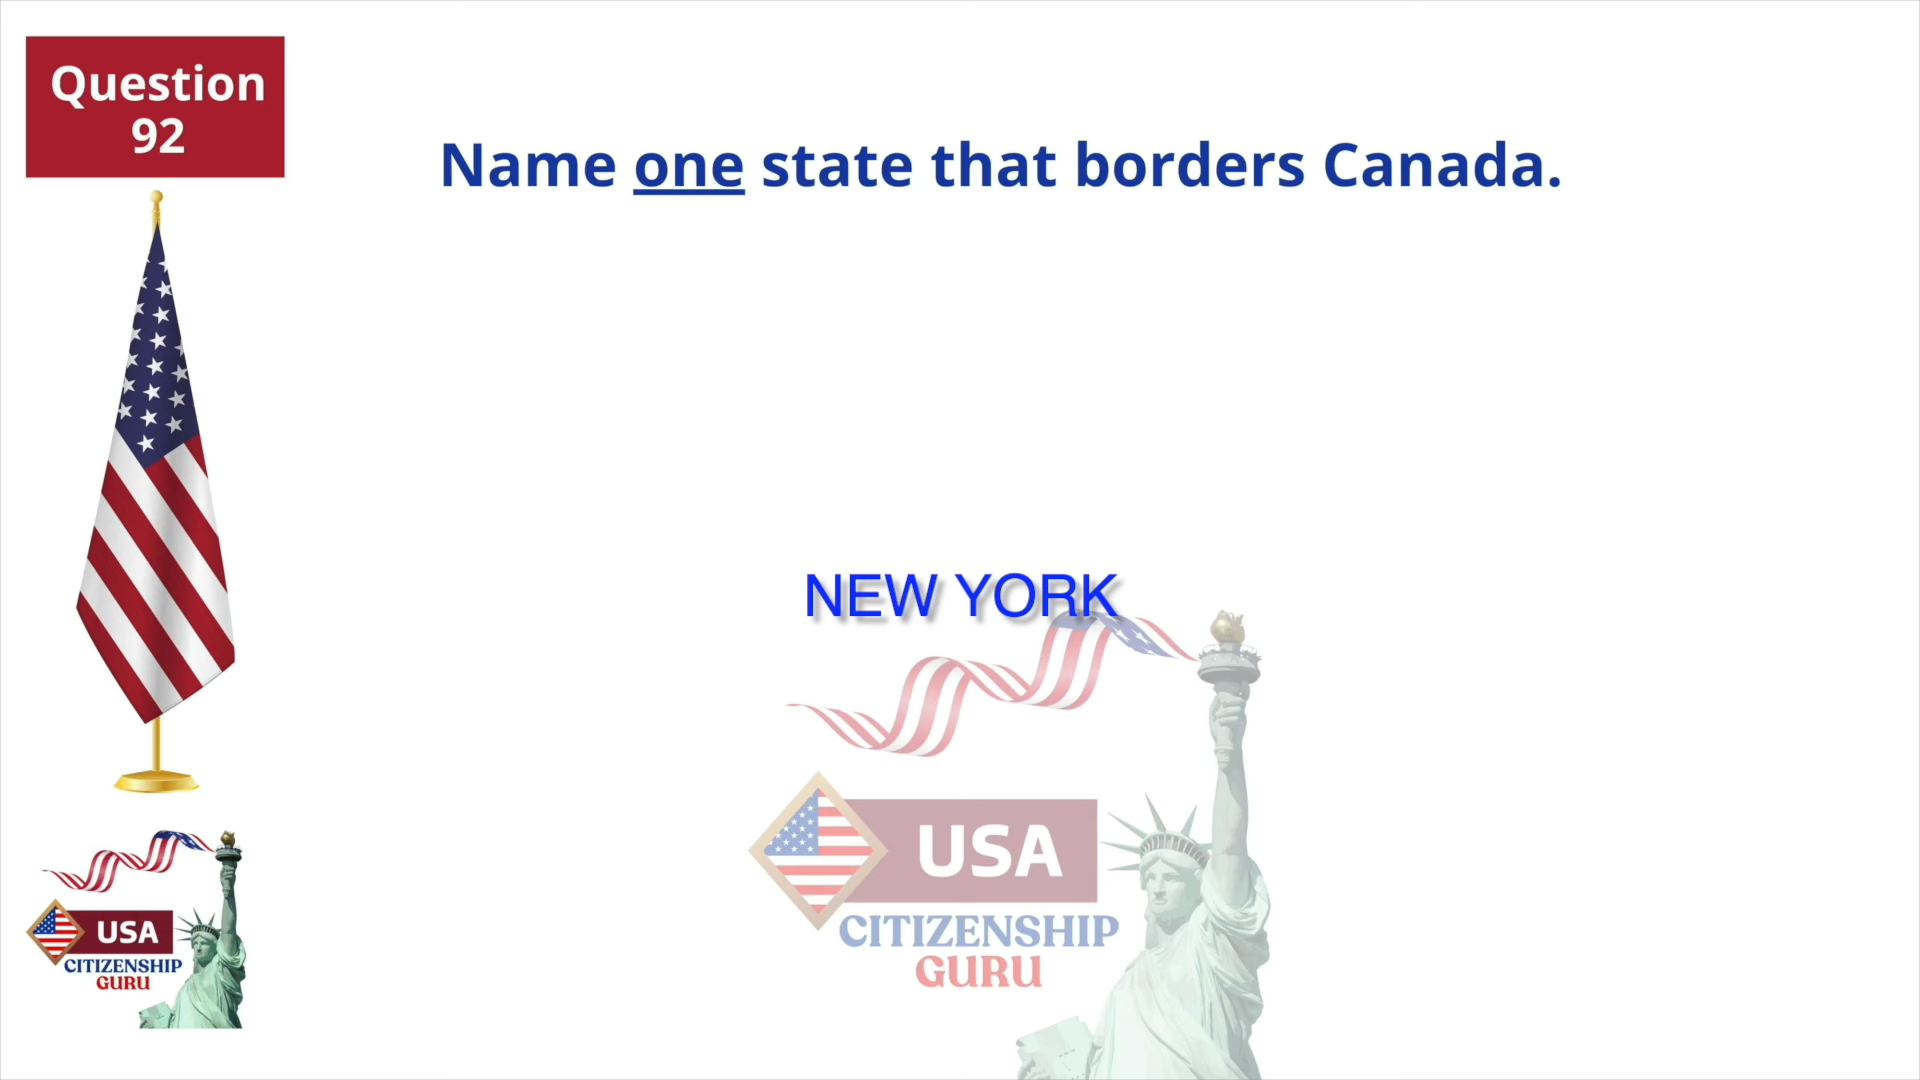 Question
92
Name one state that borders Canada.
NEW YORK
USA
CITIZENSHIP
GURU
USA
CITIZENSHIP
GURU